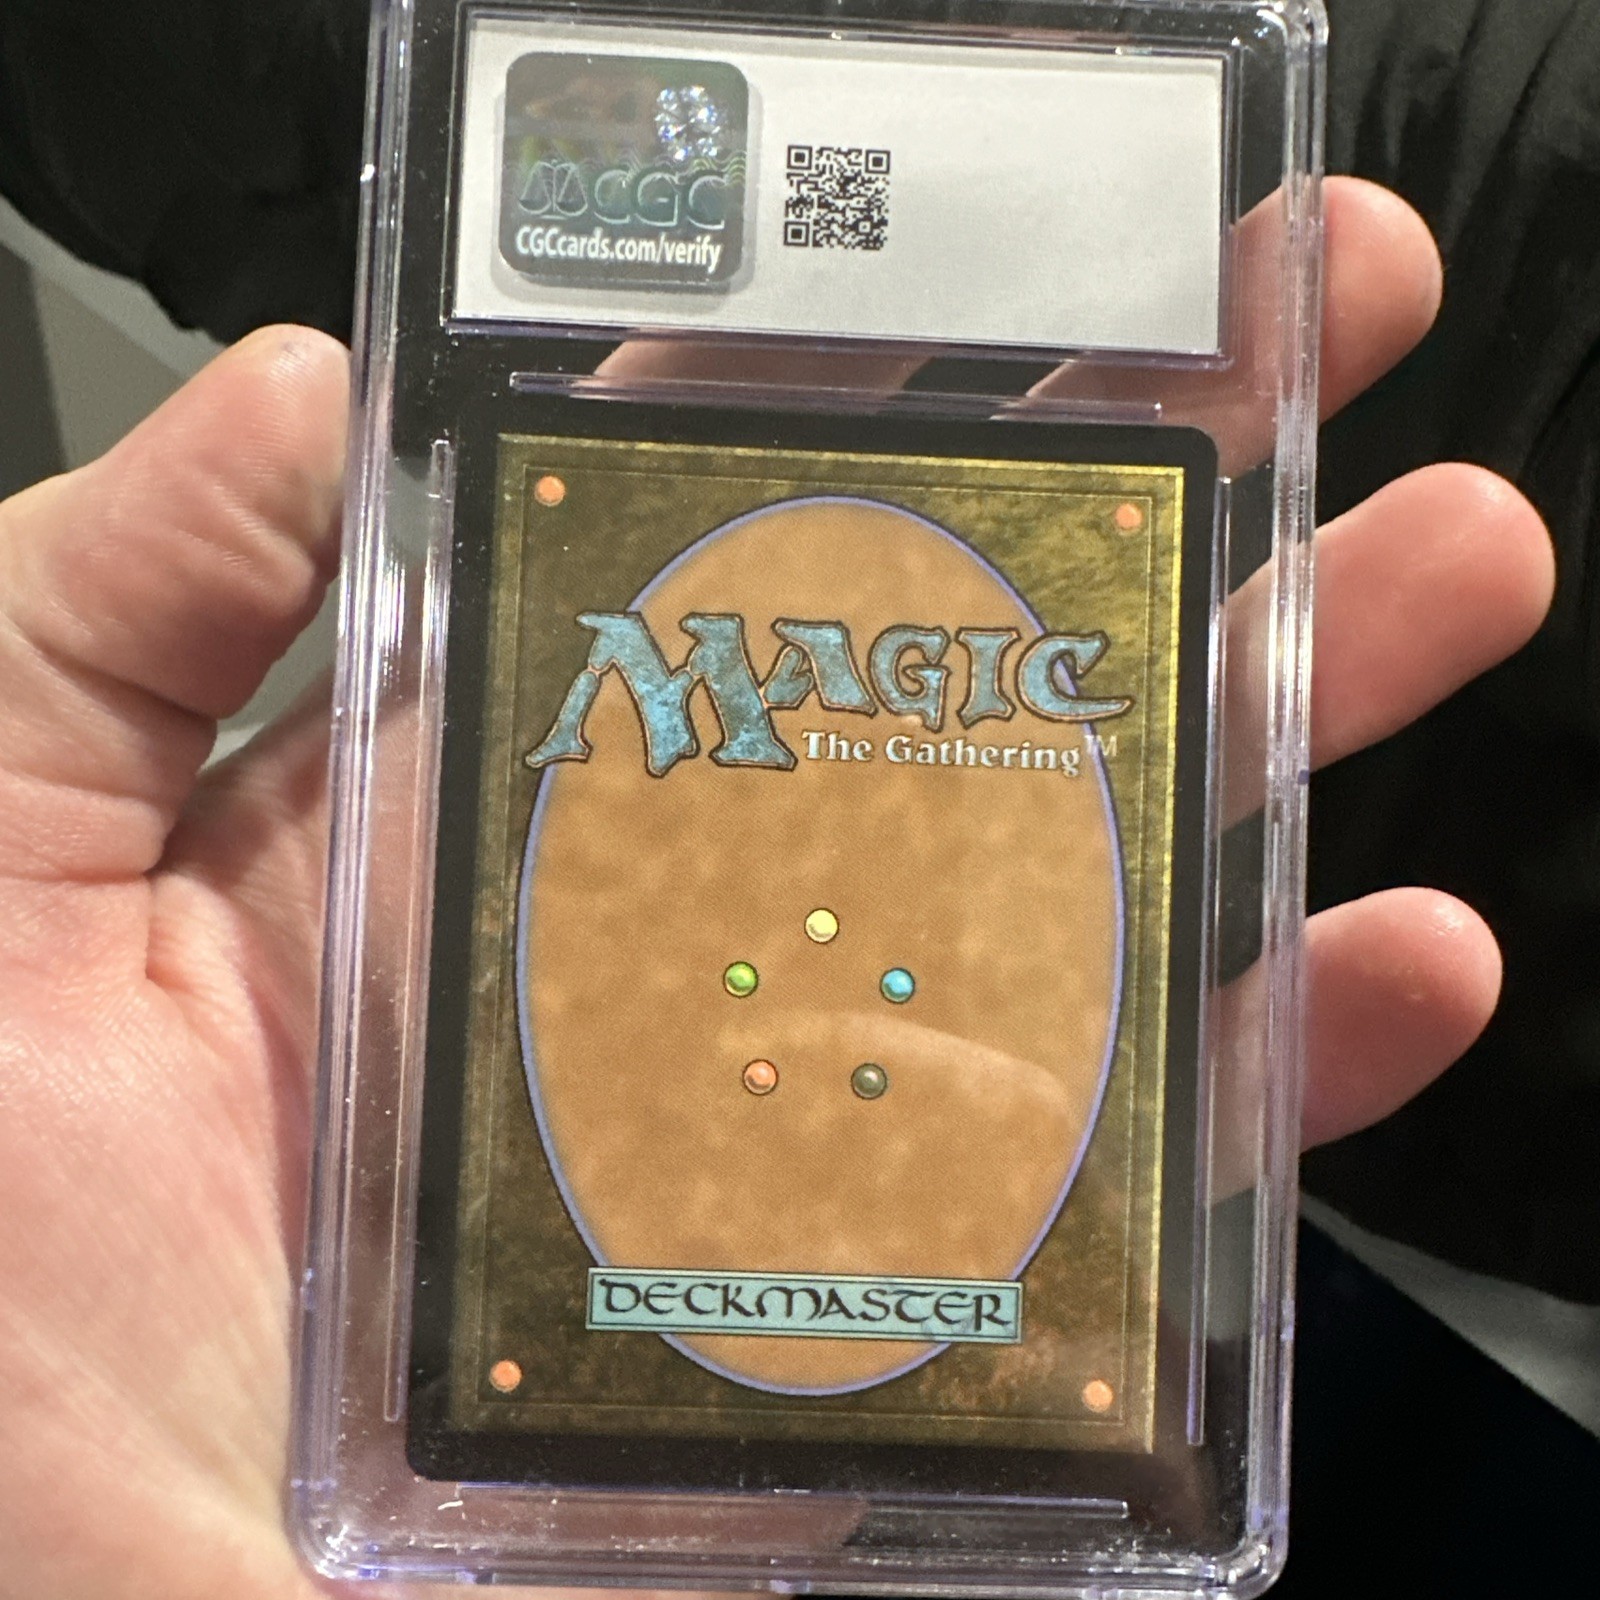 CGC
CGCcards.com/verify
MAGIC
The Gathering™
DECKMASTER